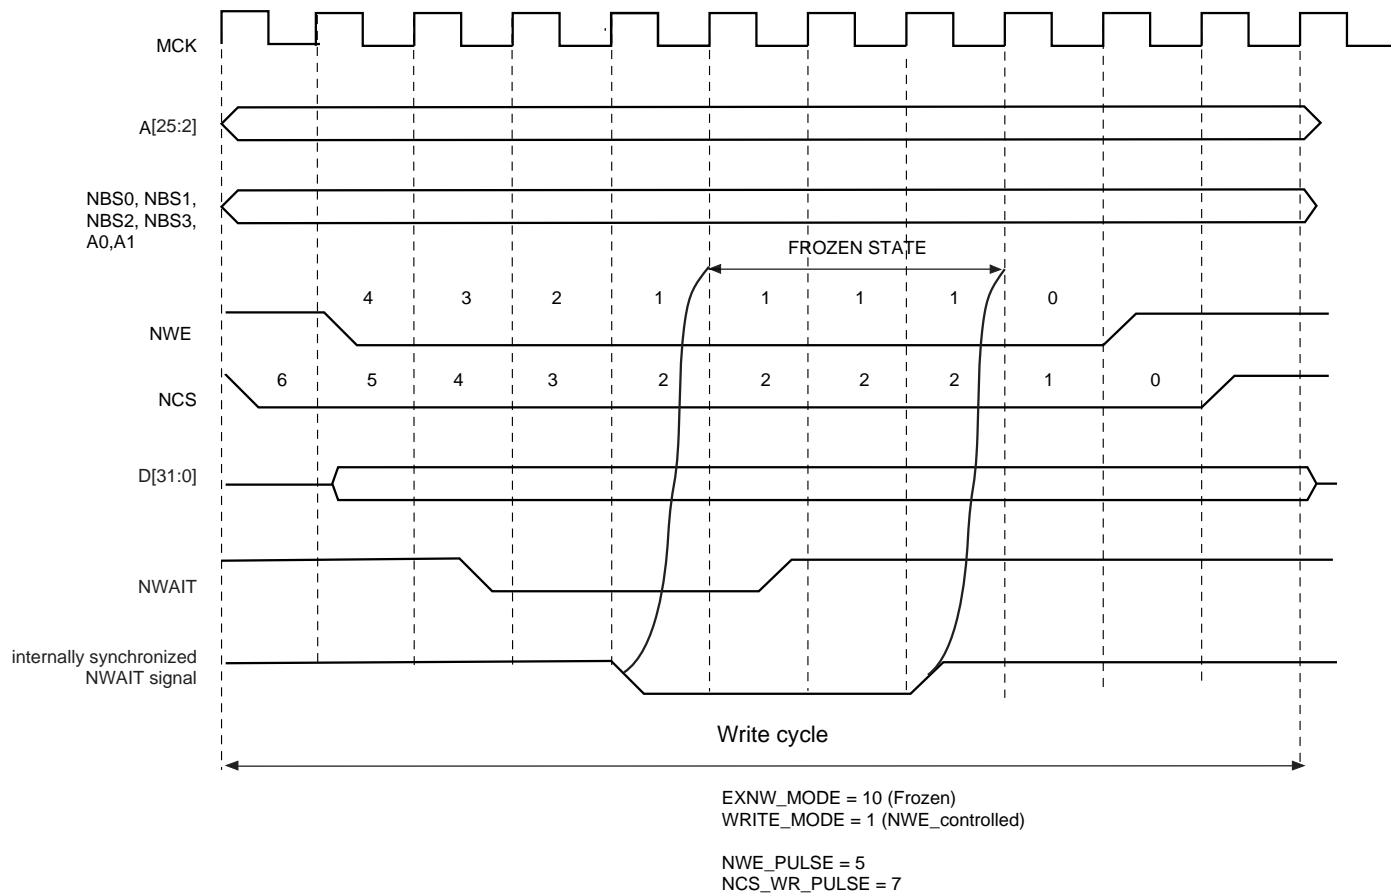 MCK
A[25:2]
NBS0, NBS1,
NBS2, NBS3,
A0,A1
FROZEN STATE
4 3 2 1 1 1 1 0
NWE
6 5 4 3 2 2 2 2 1 0
NCS
D[31:0]
NWAIT
internally synchronized
NWAIT signal
Write cycle
EXNW_MODE = 10 (Frozen)
WRITE_MODE = 1 (NWE_controlled)
NWE_PULSE = 5
NCS_WR_PULSE = 7